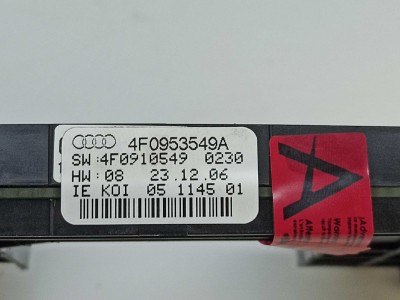 4F0953549A
SW:4F0910549 0230
HW:08 23.12.06
IE KOI 05 1145 01
A